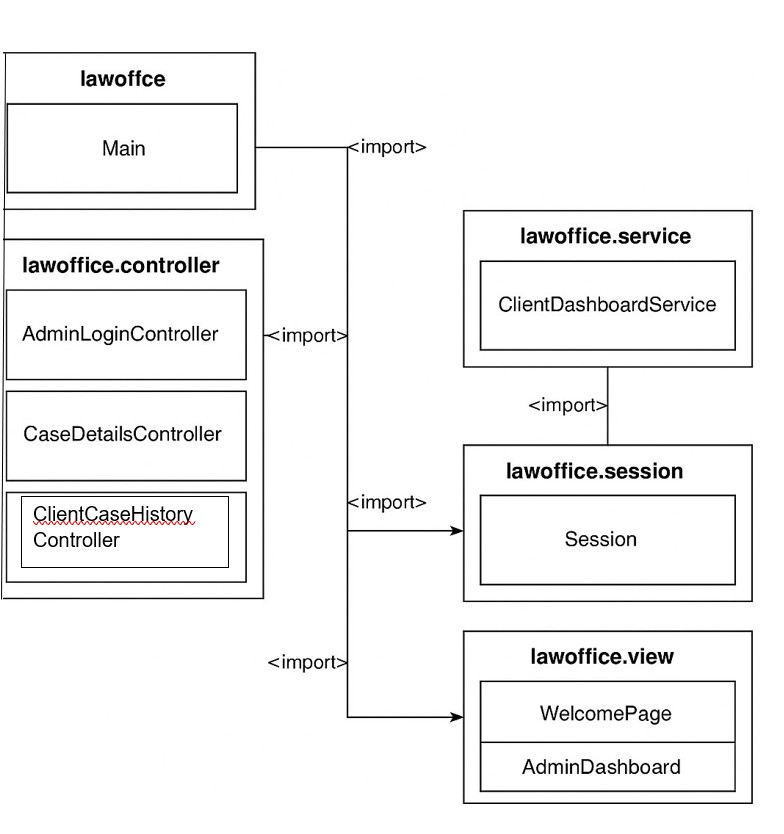 lawoffce
Main
<import>
lawoffice.controller
AdminLoginController
<import>
CaseDetailsController
ClientCaseHistory
Controller
lawoffice.service
ClientDashboardService
<import>
lawoffice.session
<import>
Session
<import>
lawoffice.view
WelcomePage
AdminDashboard